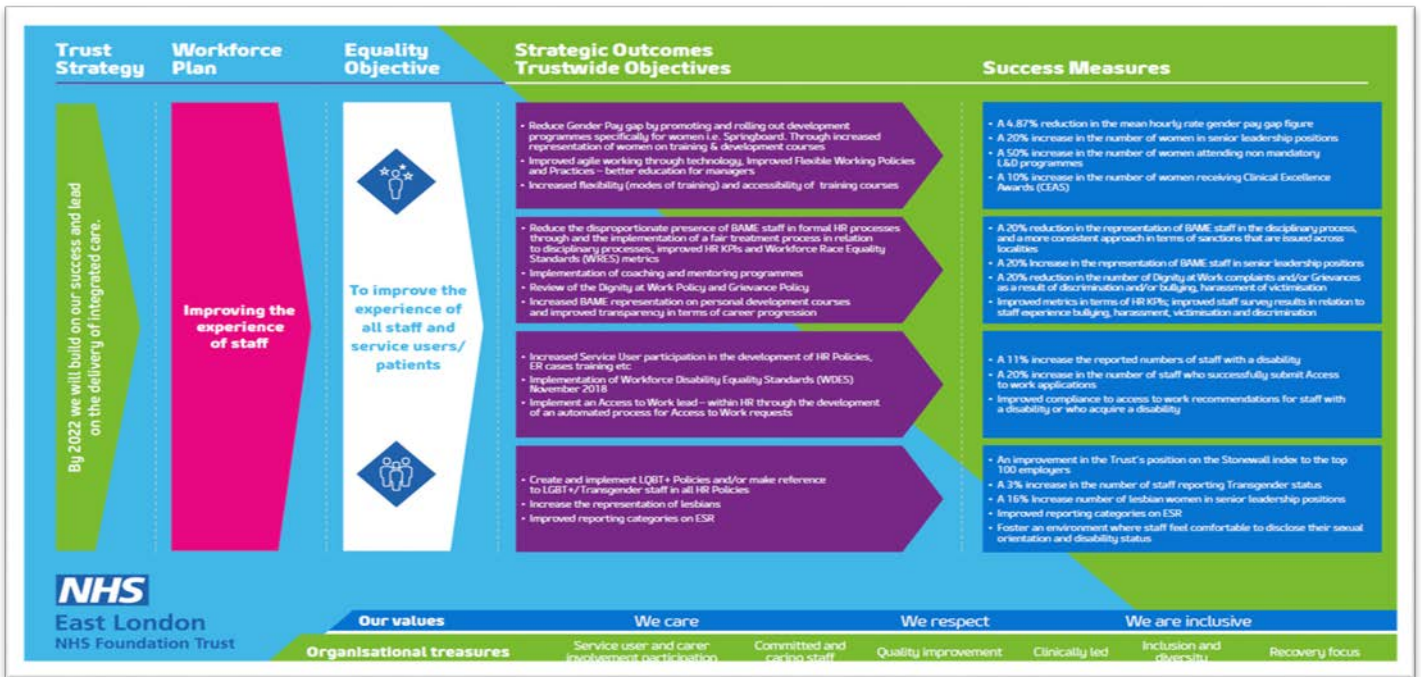 Trust
Strategy
Workforce
Plan
Equality
Objective
Strategic Outcomes
Trustwide Objectives
Success Measures
By 2022 we will build on our success and lead
on the delivery of integrated care.
Improving the
experience
of staff
To improve the
experience of
all staff and
service users/
patients
• Reduce Gender Pay gap by promoting and rolling out development
programmes specifically for women i.e. Springboard. Through increased
representation of women on training & development courses
• Improved agile working through technology, Improved Flexible Working Policies
and Practices – better education for managers
• Increased flexibility (modes of training) and accessibility of training courses
• A 4.87% reduction in the mean hourly rate gender pay gap figure
• A 20% increase in the number of women in senior leadership positions
• A 50% increase in the number of women attending non mandatory
L&D programmes
• A 10% increase in the number of women receiving Clinical Excellence
Awards (CEAS)
• Reduce the disproportionate presence of BAME staff in formal HR processes
through and the implementation of a fair treatment process in relation
to disciplinary processes, improved HR KPIs and Workforce Race Equality
Standards (WRES) metrics
• Implementation of coaching and mentoring programmes
• Review of the Dignity at Work Policy and Grievance Policy
• Increased BAME representation on personal development courses
and improved transparency in terms of career progression
• A 20% reduction in the representation of BAME staff in the disciplinary process,
and a more consistent approach in terms of sanctions that are issued across
localities
• A 20% Increase in the representation of BAME staff in senior leadership positions
• A 20% reduction in the number of Dignity at Work complaints and/or Grievances
as a result of discrimination and/or bullying, harassment of victimisation
• Improved metrics in terms of HR KPIs; improved staff survey results in relation to
staff experience bullying, harassment, victimisation and discrimination
• Increased Service User participation in the development of HR Policies,
ER cases training etc
• Implementation of Workforce Disability Equality Standards (WDES)
November 2018
• Implement an Access to Work lead – within HR through the development
of an automated process for Access to Work requests
• A 11% increase the reported numbers of staff with a disability
• A 20% increase in the number of staff who successfully submit Access
to work applications
• Improved compliance to access to work recommendations for staff with
a disability or who acquire a disability
• Create and implement LQBT+ Policies and/or make reference
to LGBT+/Transgender staff in all HR Policies
• Increase the representation of lesbians
• Improved reporting categories on ESR
• An improvement in the Trust's position on the Stonewall index to the top
100 employers
• A 3% increase in the number of staff reporting Transgender status
• A 16% Increase number of lesbian women in senior leadership positions
• Improved reporting categories on ESR
• Foster an environment where staff feel comfortable to disclose their sexual
orientation and disability status
NHS
East London
NHS Foundation Trust
Our values
We care
We respect
We are inclusive
Organisational treasures
Service user and carer
involvement participation
Committed and
caring staff
Quality improvement
Clinically led
Inclusion and
diversity
Recovery focus